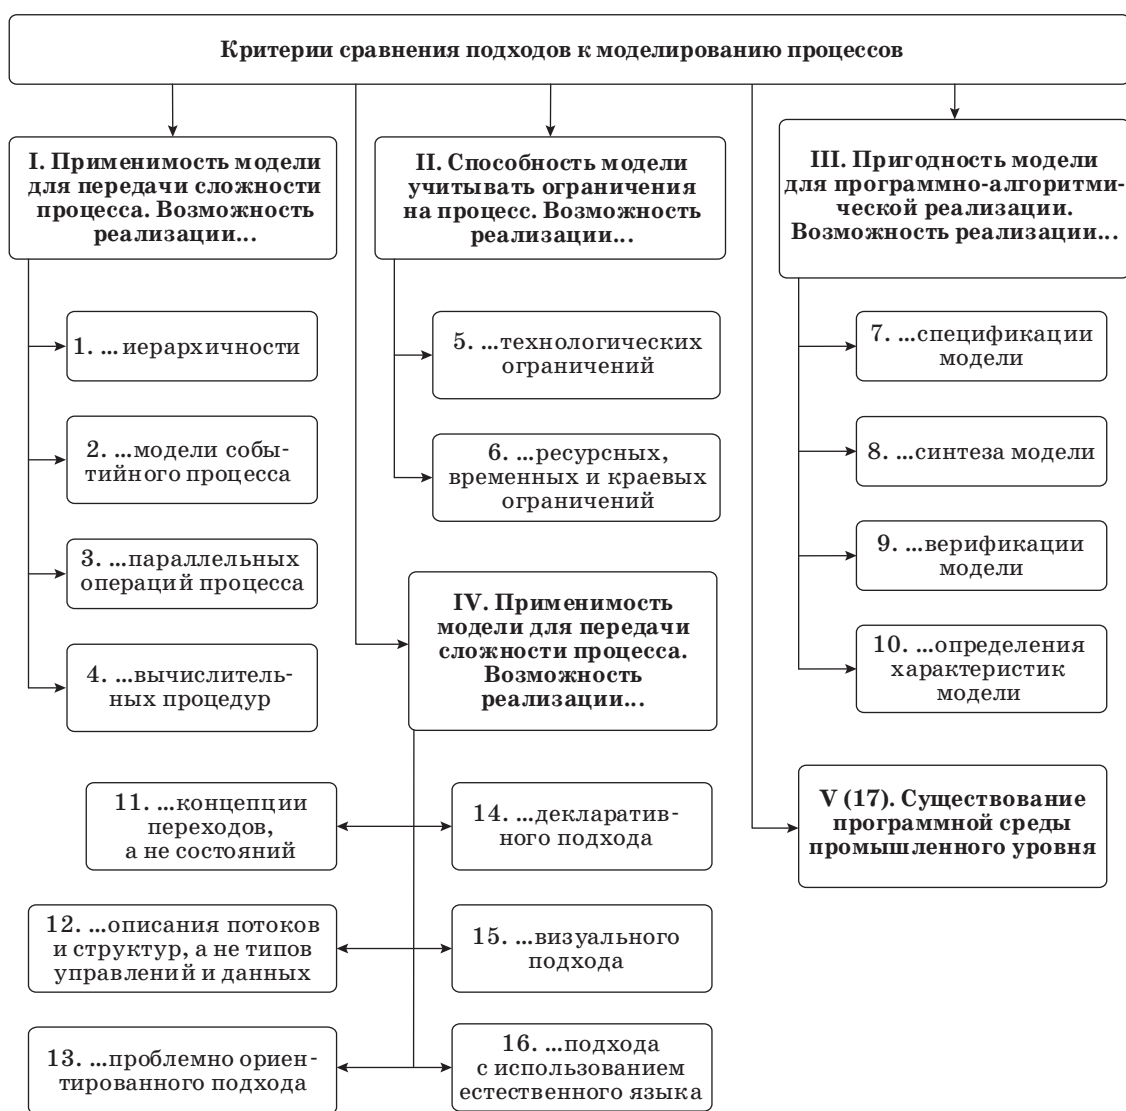 Критерии сравнения подходов к моделированию процессов
I. Применимость модели
для передачи сложности
процесса. Возможность
реализации...
1. ...иерархичности
2. ...модели собы-
тийного процесса
3. ...параллельных
операций процесса
4. ...вычислитель-
ных процедур
II. Способность модели
учитывать ограничения
на процесс. Возможность
реализации...
5. ...технологических
ограничений
6. ...ресурсных,
временных и краевых
ограничений
III. Пригодность модели
для программно-алгоритми-
ческой реализации.
Возможность реализации...
7. ...спецификации
модели
8. ...синтеза модели
9. ...верификации
модели
10. ...определения
характеристик
модели
IV. Применимость
модели для передачи
сложности процесса.
Возможность
реализации...
11. ...концепции
переходов,
а не состояний
12. ...описания потоков
и структур, а не типов
управлений и данных
13. ...проблемно ориен-
тированного подхода
14. ...декларатив-
ного подхода
15. ...визуального
подхода
16. ...подхода
с использованием
естественного языка
V (17). Существование
программной среды
промышленного уровня